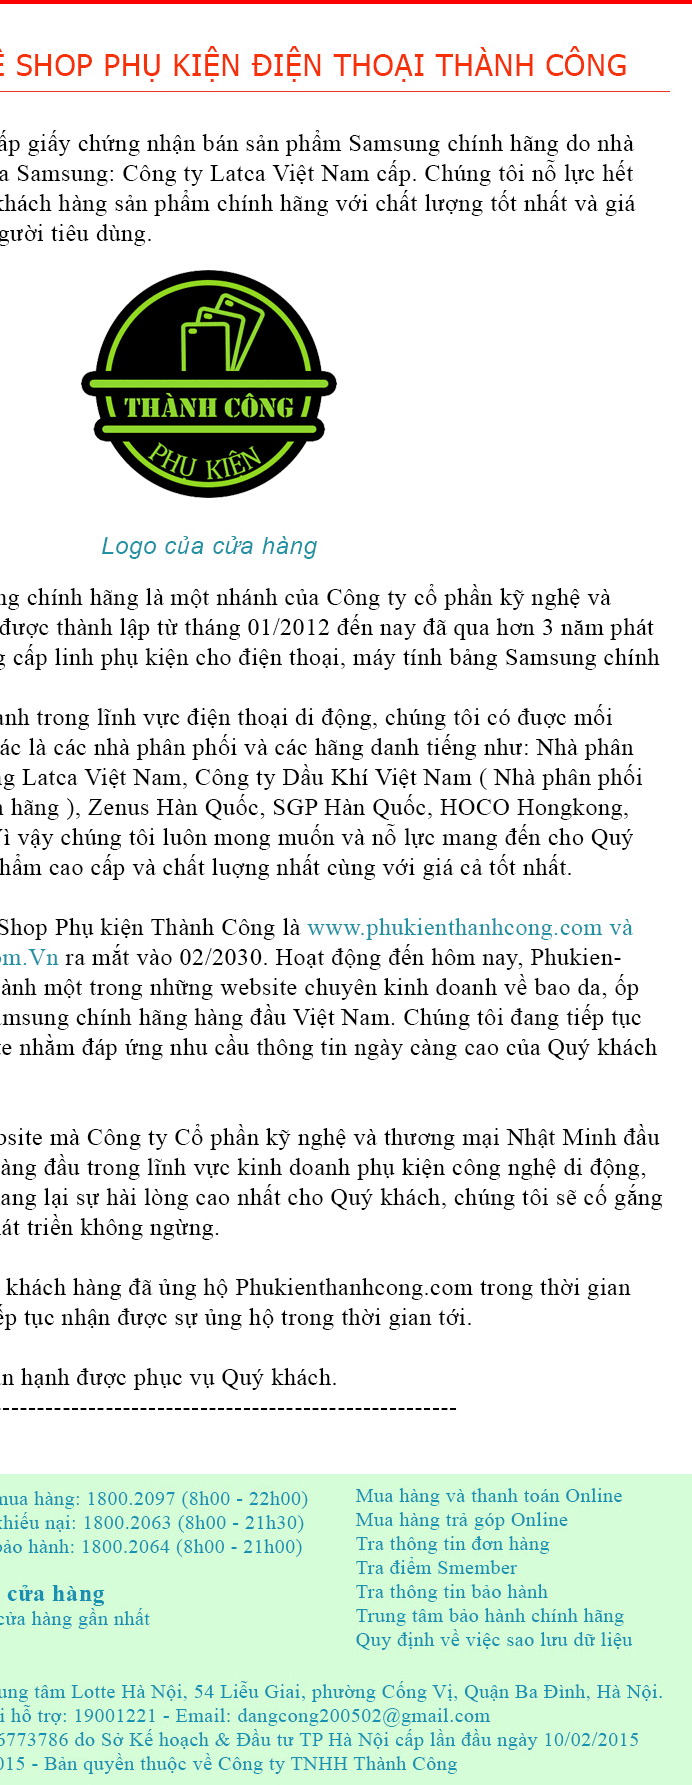 Ề SHOP PHỤ KIỆN ĐIỆN THOẠI THÀNH CÔNG
ấp giấy chứng nhận bán sản phẩm Samsung chính hãng do nhà
a Samsung: Công ty Latca Việt Nam cấp. Chúng tôi nỗ lực hết
khách hàng sản phẩm chính hãng với chất lượng tốt nhất và giá
gười tiêu dùng.
THÀNH CÔNG
PHỤ KIỆN
Logo của cửa hàng
ng chính hãng là một nhánh của Công ty cổ phần kỹ nghệ và
được thành lập từ tháng 01/2012 đến nay đã qua hơn 3 năm phát
g cấp linh phụ kiện cho điện thoại, máy tính bảng Samsung chính
anh trong lĩnh vực điện thoại di động, chúng tôi có được mối
ác là các nhà phân phối và các hãng danh tiếng như: Nhà phân
ng Latca Việt Nam, Công ty Dầu Khí Việt Nam ( Nhà phân phối
h hãng ), Zenus Hàn Quốc, SGP Hàn Quốc, HOCO Hongkong,
Vì vậy chúng tôi luôn mong muốn và nỗ lực mang đến cho Quý
hẩm cao cấp và chất lượng nhất cùng với giá cả tốt nhất.
Shop Phụ kiện Thành Công là www.phukienthanhcong.com và
om.Vn ra mắt vào 02/2030. Hoạt động đến hôm nay, Phukien-
ành một trong những website chuyên kinh doanh về bao da, ốp
amsung chính hãng hàng đầu Việt Nam. Chúng tôi đang tiếp tục
te nhằm đáp ứng nhu cầu thông tin ngày càng cao của Quý khách
bsite mà Công ty Cổ phần kỹ nghệ và thương mại Nhật Minh đầu
àng đầu trong lĩnh vực kinh doanh phụ kiện công nghệ di động,
ang lại sự hài lòng cao nhất cho Quý khách, chúng tôi sẽ cố gắng
át triển không ngừng.
khách hàng đã ủng hộ Phukienthanhcong.com trong thời gian
ếp tục nhận được sự ủng hộ trong thời gian tới.
ân hạnh được phục vụ Quý khách.
------------------------------------------------------
mua hàng: 1800.2097 (8h00 - 22h00)
khiếu nại: 1800.2063 (8h00 - 21h30)
bảo hành: 1800.2064 (8h00 - 21h00)
cửa hàng
cửa hàng gần nhất
Mua hàng và thanh toán Online
Mua hàng trả góp Online
Tra thông tin đơn hàng
Tra điểm Smember
Tra thông tin bảo hành
Trung tâm bảo hành chính hãng
Quy định về việc sao lưu dữ liệu
ung tâm Lotte Hà Nội, 54 Liễu Giai, phường Cống Vị, Quận Ba Đình, Hà Nội.
i hỗ trợ: 19001221 - Email: dangcong200502@gmail.com
6773786 do Sở Kế hoạch & Đầu tư TP Hà Nội cấp lần đầu ngày 10/02/2015
015 - Bản quyền thuộc về Công ty TNHH Thành Công